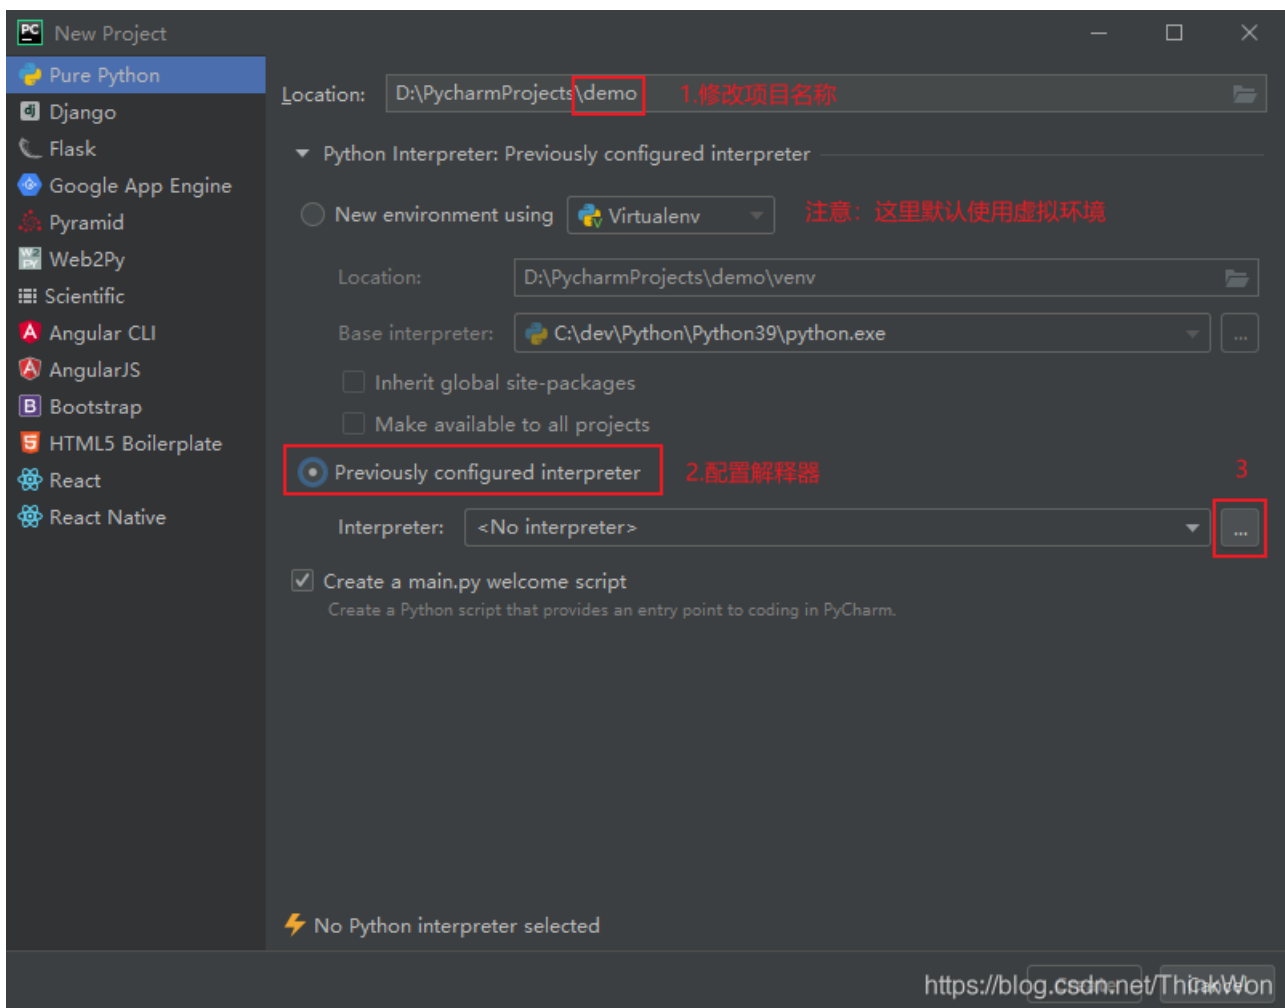 PC New Project
Pure Python
dj Django
Flask
Google App Engine
Pyramid
Web2Py
Scientific
Angular CLI
AngularJS
B Bootstrap
5 HTML5 Boilerplate
React
React Native
Location: D:\PycharmProjects\demo 1.修改项目名称
Python Interpreter: Previously configured interpreter
New environment using Virtualenv 注意：这里默认使用虚拟环境
Location: D:\PycharmProjects\demo\venv
Base interpreter: C:\dev\Python\Python39\python.exe ...
Inherit global site-packages
Make available to all projects
Previously configured interpreter 2.配置解释器 3
Interpreter: <No interpreter> ...
Create a main.py welcome script
Create a Python script that provides an entry point to coding in PyCharm.
No Python interpreter selected
Create Cancel
https://blog.csdn.net/ThinkWon